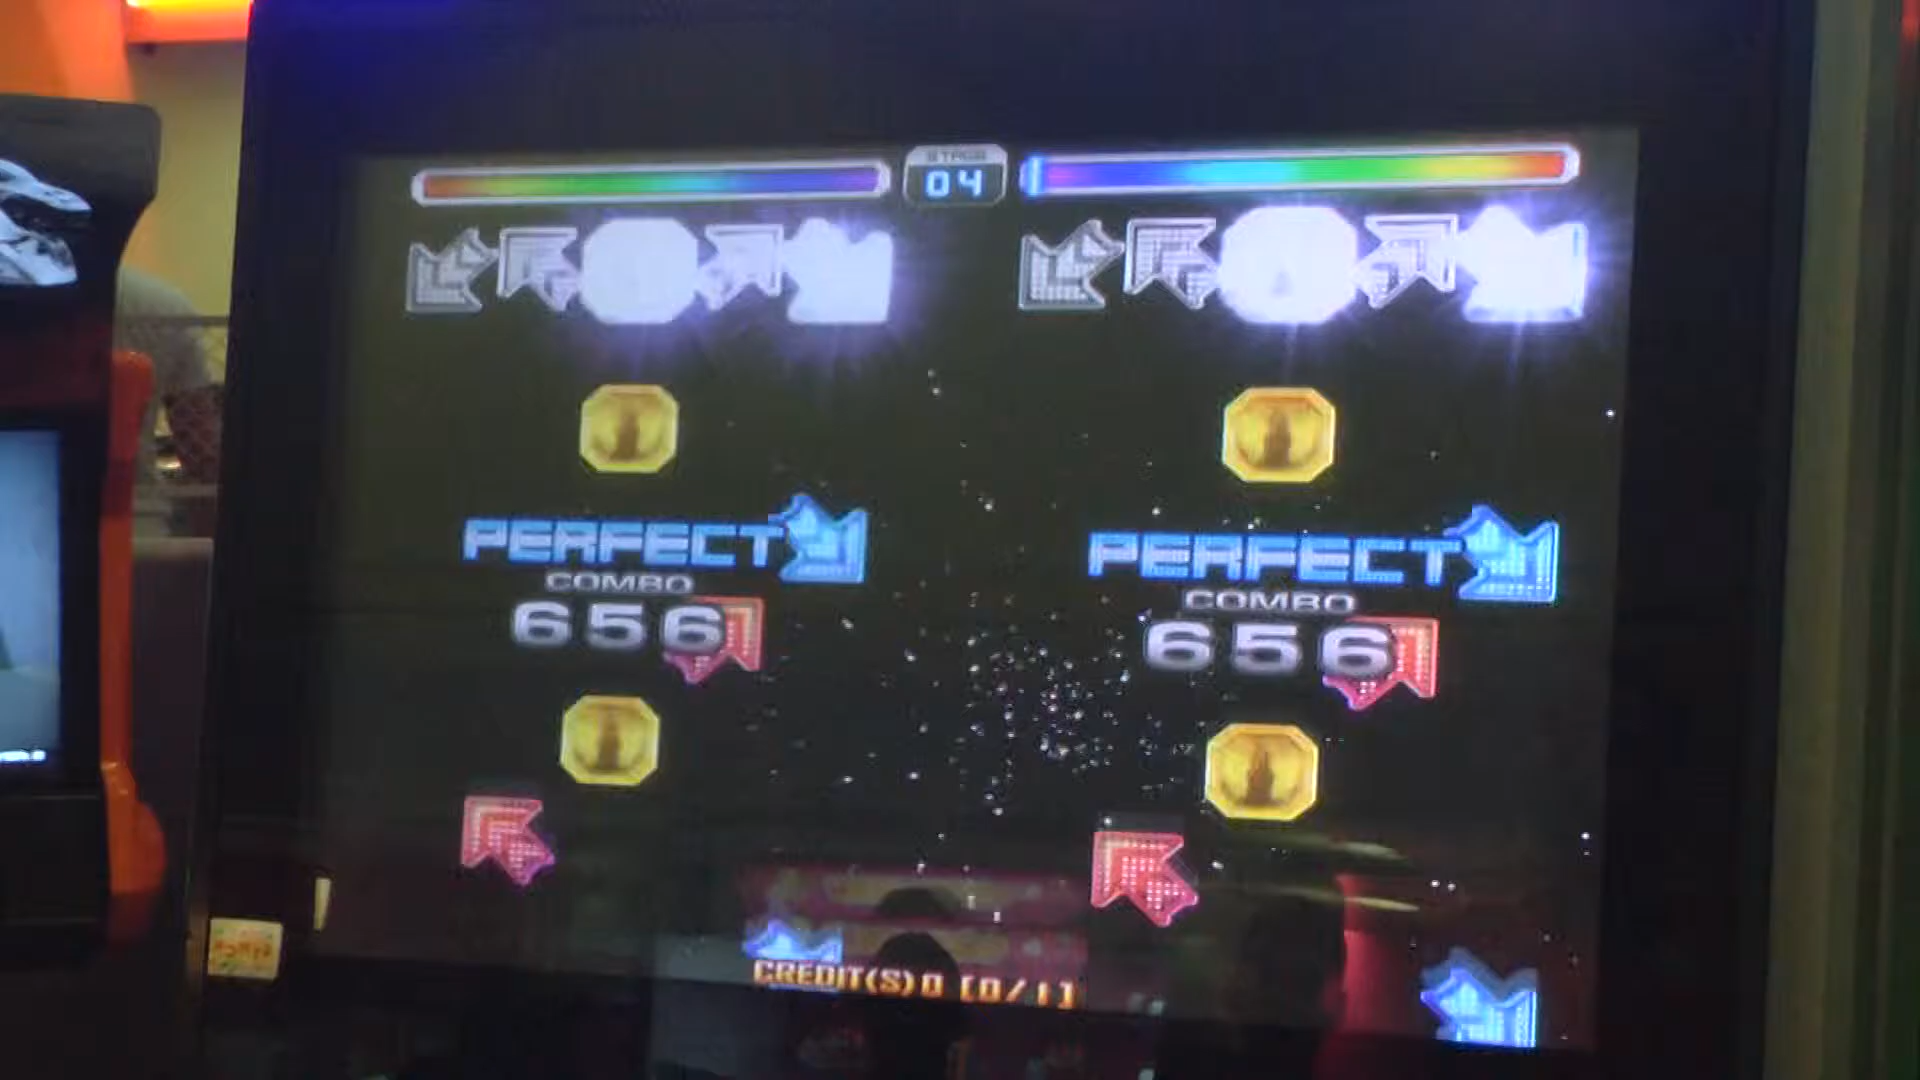 STAGE
04
PERFECT
COMBO
656
PERFECT
COMBO
656
CREDIT(S) 0 [0/1]